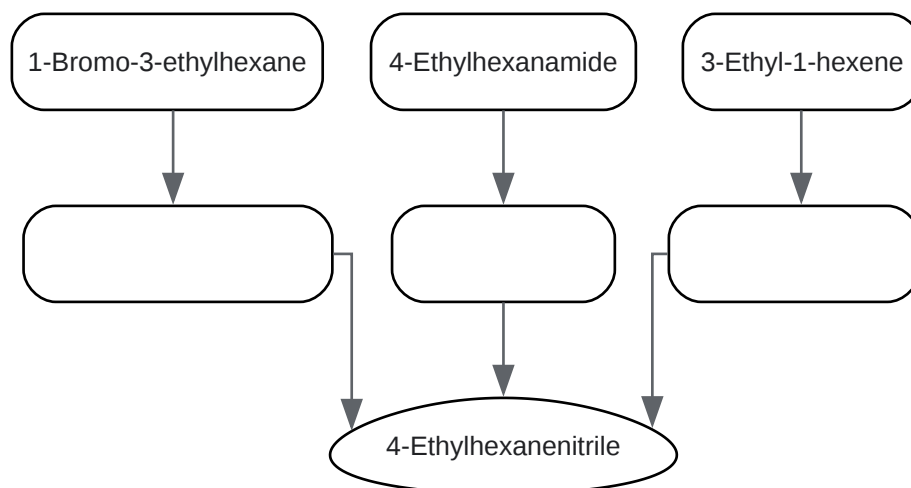 1-Bromo-3-ethylhexane
4-Ethylhexanamide
3-Ethyl-1-hexene
4-Ethylhexanenitrile